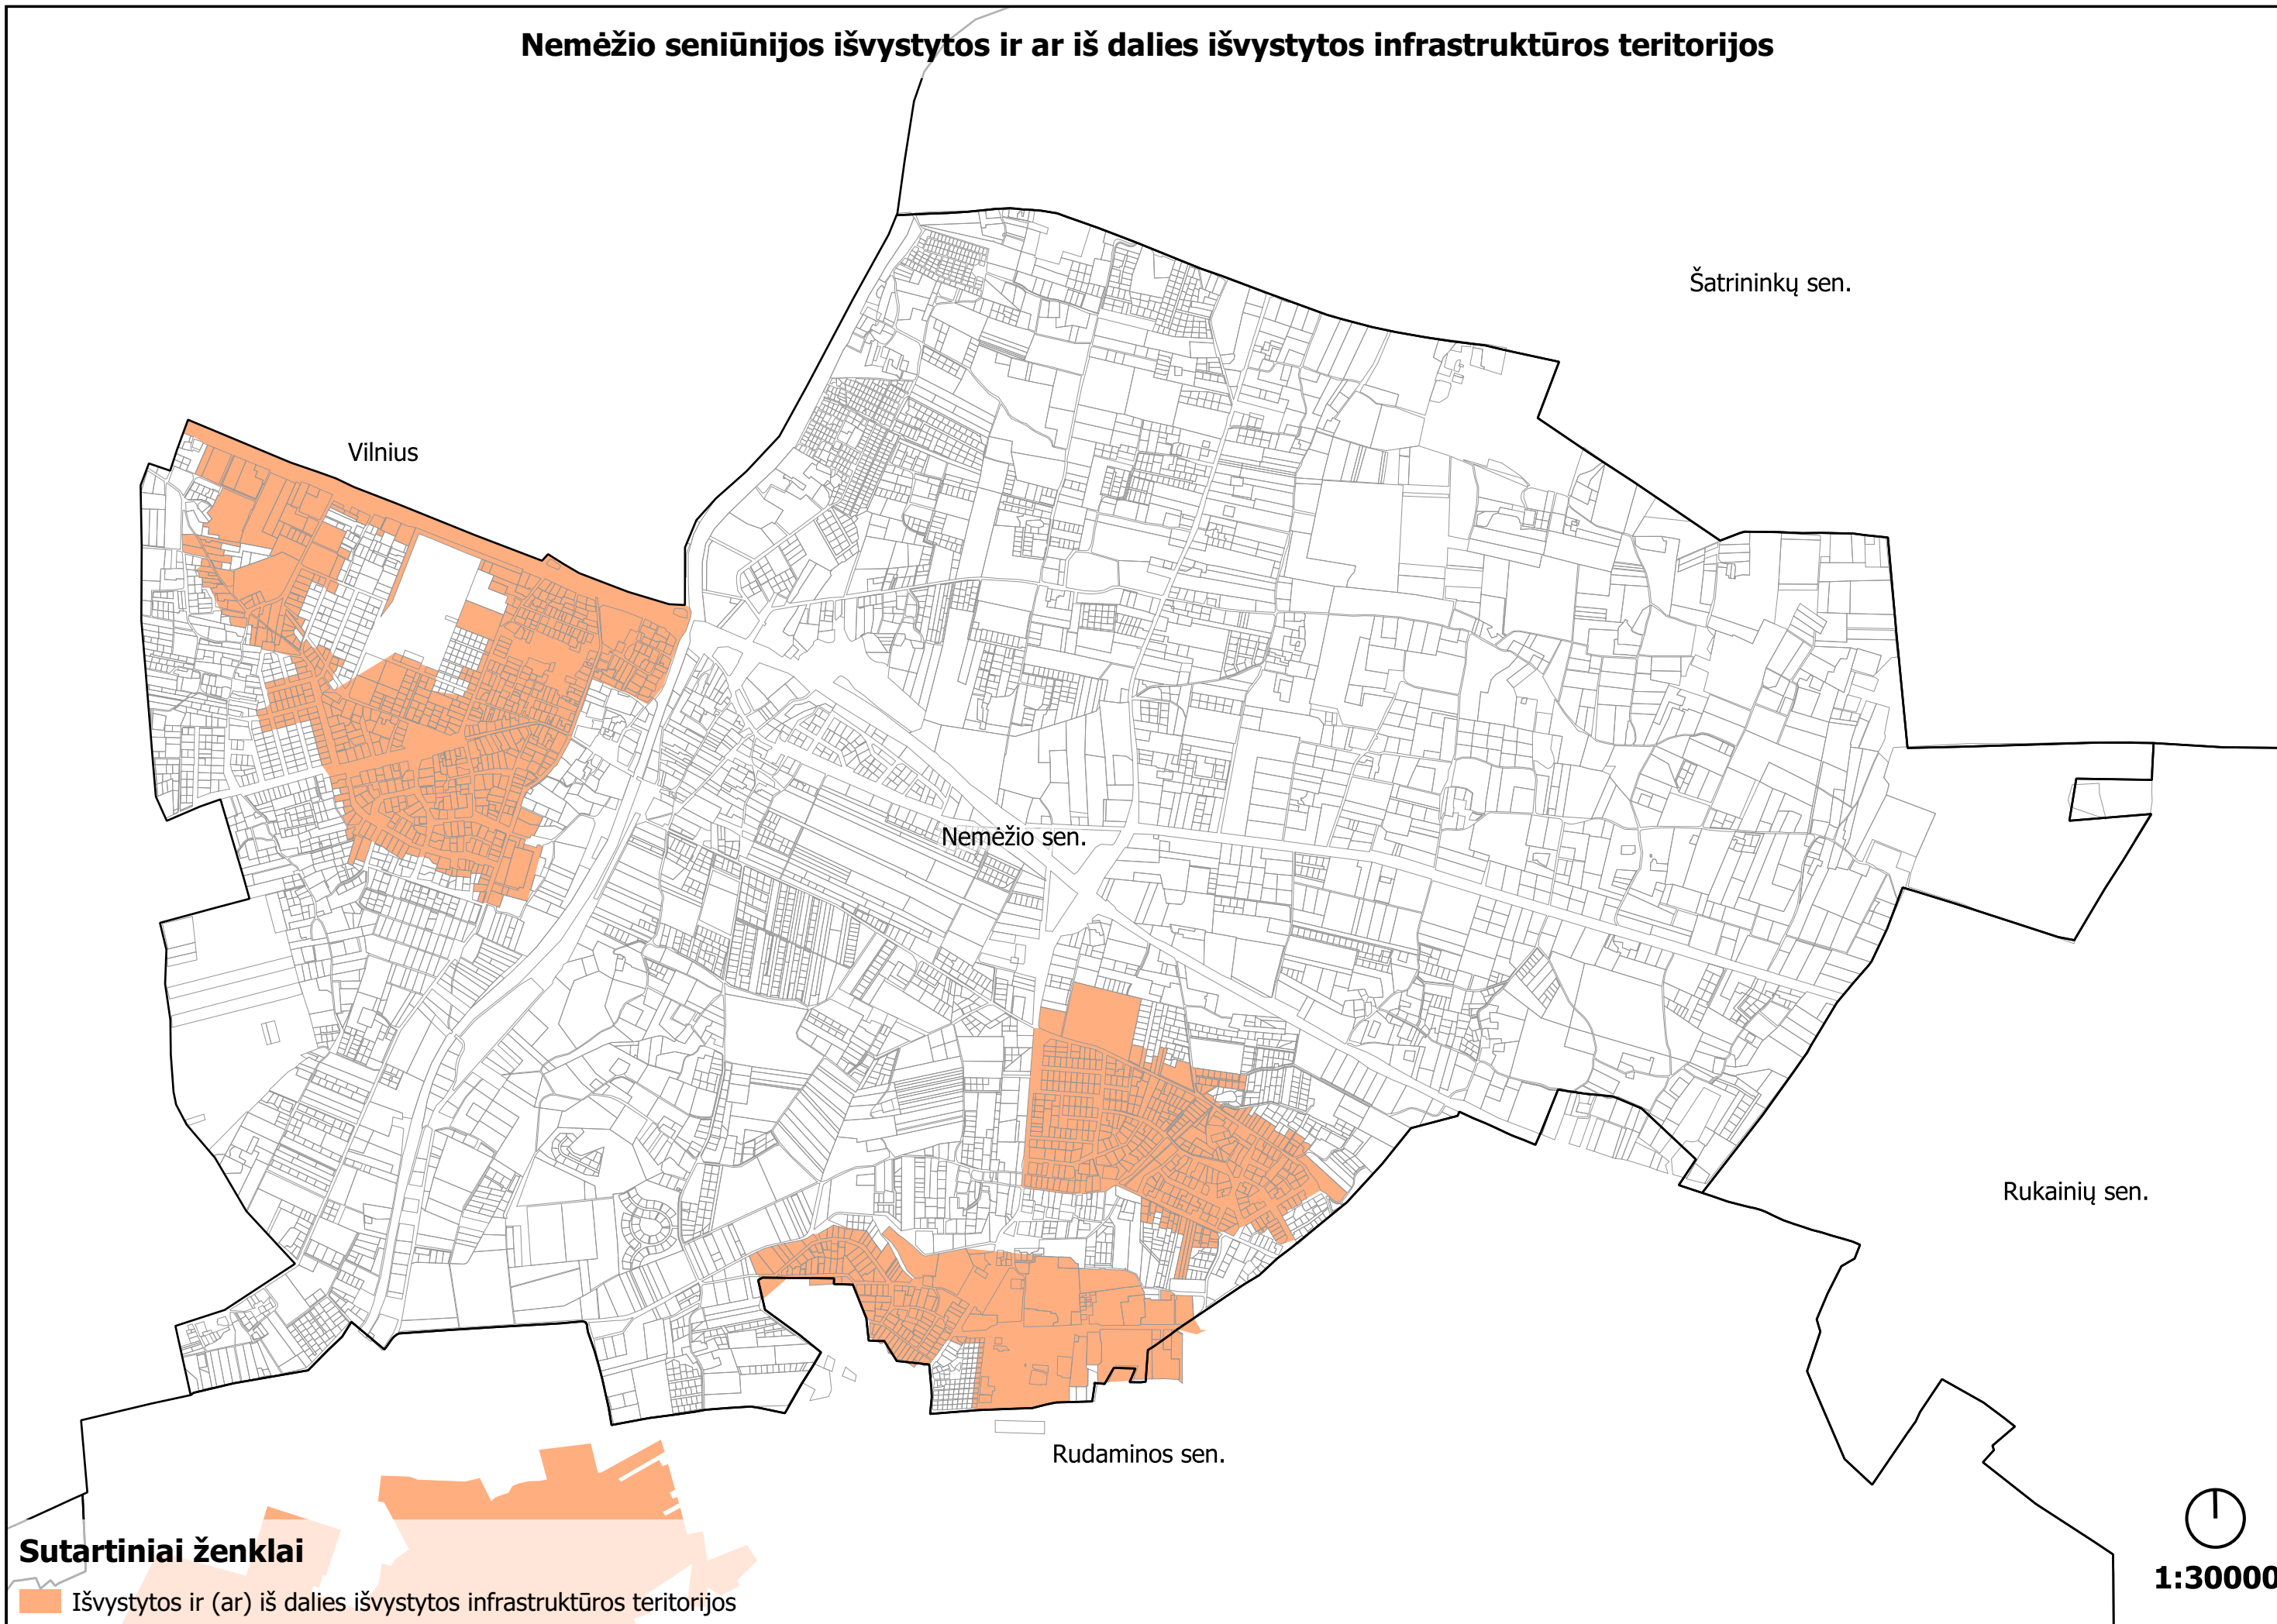 Nemėžio seniūnijos išvystytos ir ar iš dalies išvystytos infrastruktūros teritorijos
Šatrininkų sen.
Vilnius
Nemėžio sen.
Rukainių sen.
Rudaminos sen.
Sutartiniai ženklai
Išvystytos ir (ar) iš dalies išvystytos infrastruktūros teritorijos
1:30000